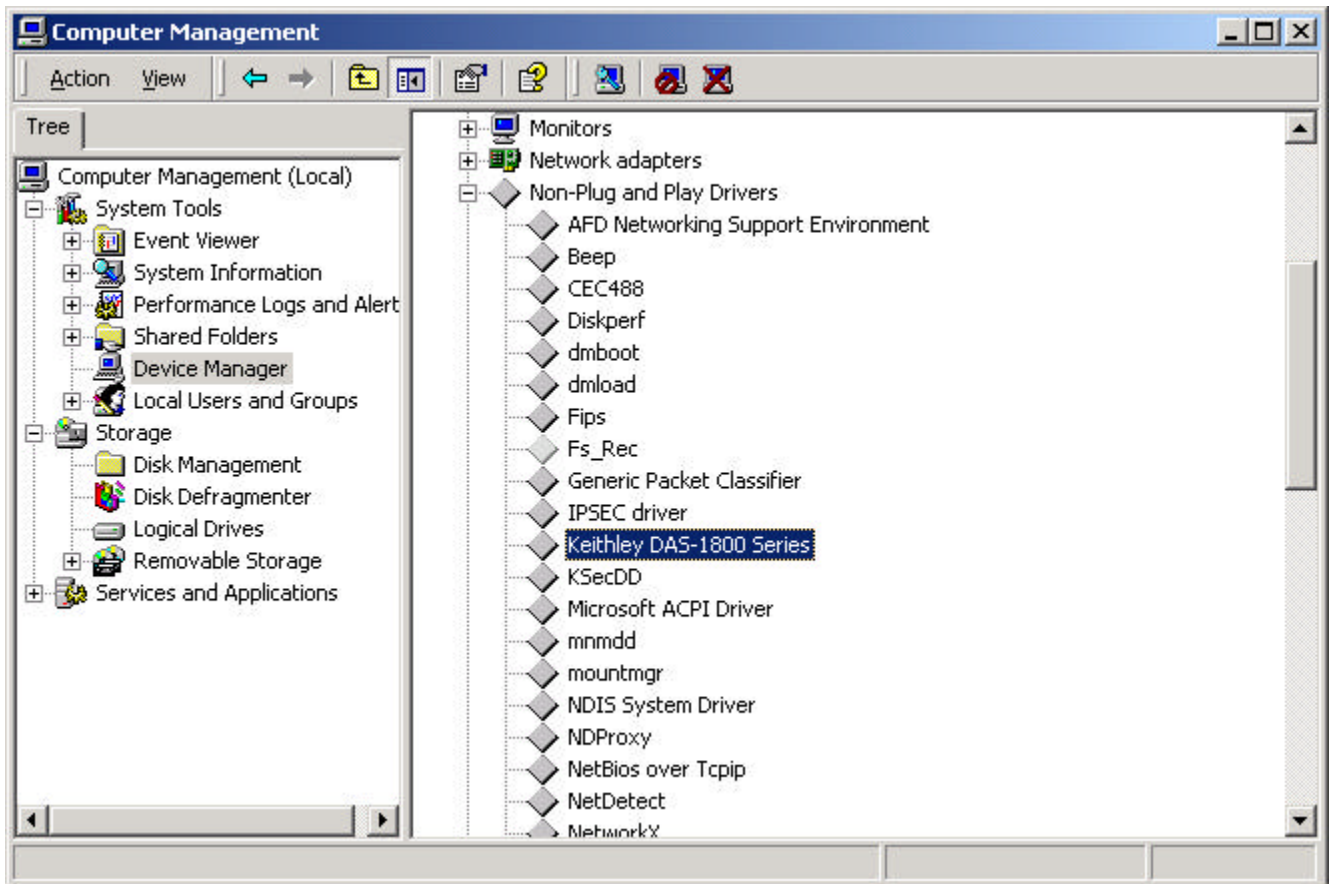 Computer Management
Action View
Tree
Computer Management (Local)
System Tools
Event Viewer
System Information
Performance Logs and Alert
Shared Folders
Device Manager
Local Users and Groups
Storage
Disk Management
Disk Defragmenter
Logical Drives
Removable Storage
Services and Applications
Monitors
Network adapters
Non-Plug and Play Drivers
AFD Networking Support Environment
Beep
CEC488
Diskperf
dmboot
dmload
Fips
Fs_Rec
Generic Packet Classifier
IPSEC driver
Keithley DAS-1800 Series
KSecDD
Microsoft ACPI Driver
mnmdd
mountmgr
NDIS System Driver
NDProxy
NetBios over Tcpip
NetDetect
NetworkX